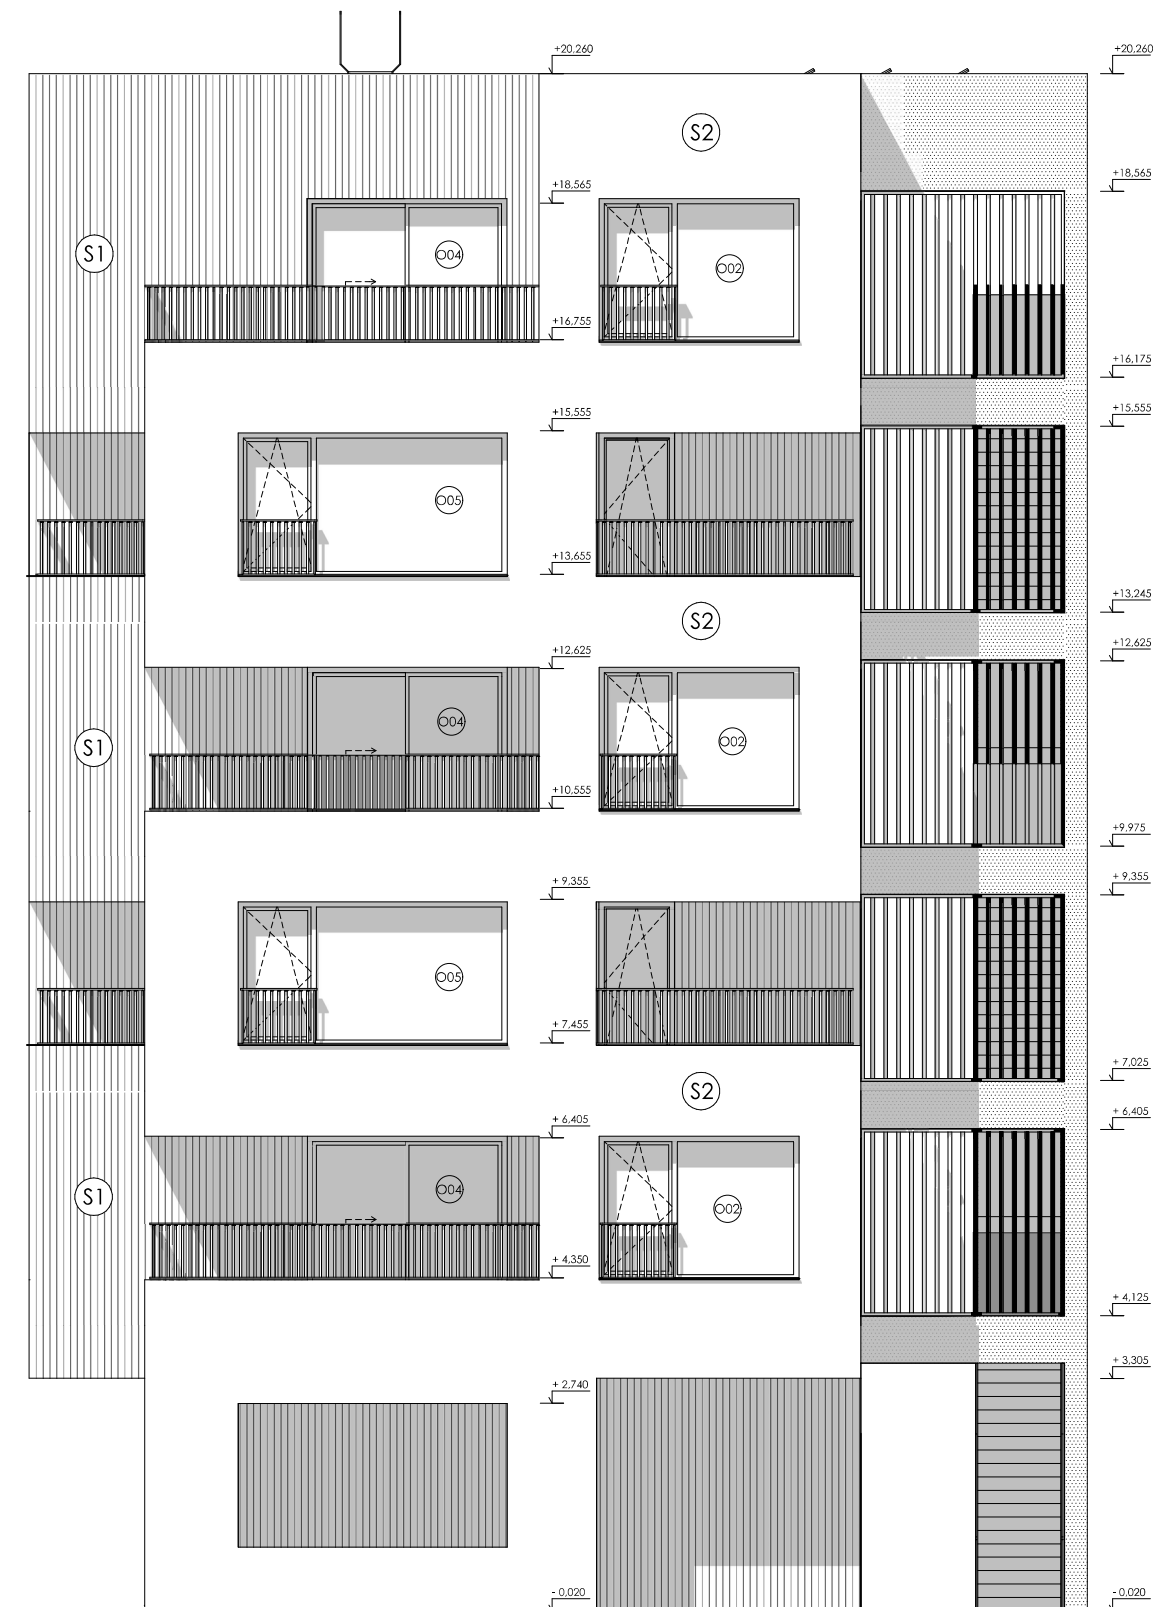 +20,260
+20,260
S2
+18,565
+18,565
S1
O04
O02
+16,755
+16,175
+15,555
+15,555
O05
+13,655
+13,245
S2
+12,625
+12,625
S1
O04
O02
+10,555
+9,975
+ 9,355
+ 9,355
O05
+ 7,455
+ 7,025
S2
+ 6,405
+ 6,405
S1
O04
O02
+ 4,350
+ 4,125
+ 3,305
+ 2,740
- 0,020
- 0,020